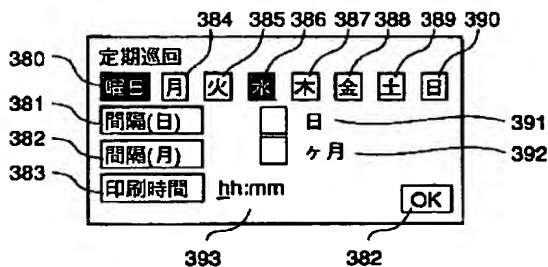 384 385 386 387 388 389 390
380 定期巡回
曜日 月 火 水 木 金 土 日
381 間隔(日) 日 391
382 間隔(月) ヶ月 392
383 印刷時間 hh:mm OK
393 382